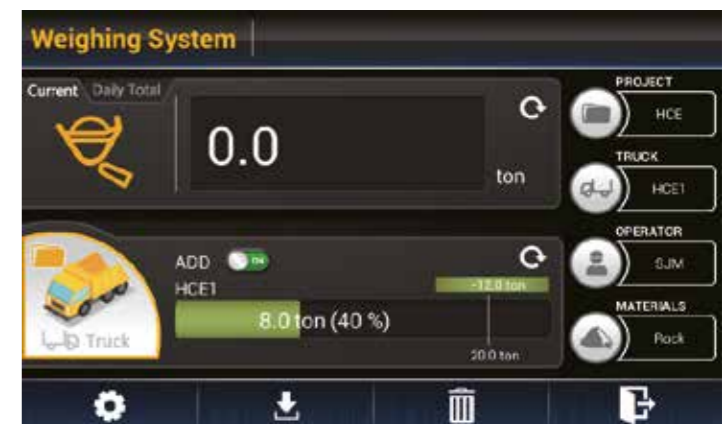 Weighing System
Current Daily Total
0.0
ton
PROJECT
HCE
TRUCK
HCE1
OPERATOR
SJM
MATERIALS
Rock
ADD ON
HCE1
-12.0 ton
8.0 ton (40 %)
20.0 ton
Truck